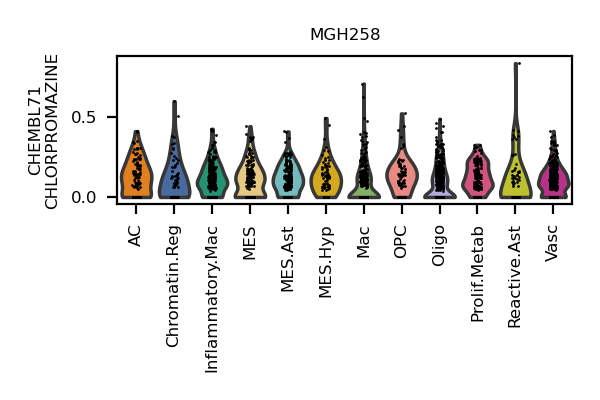 MGH258
CHEMBL71
CHLORPROMAZINE
0.5
0.0
AC
Chromatin.Reg
Inflammatory.Mac
MES
MES.Ast
MES.Hyp
Mac
OPC
Oligo
Prolif.Metab
Reactive.Ast
Vasc